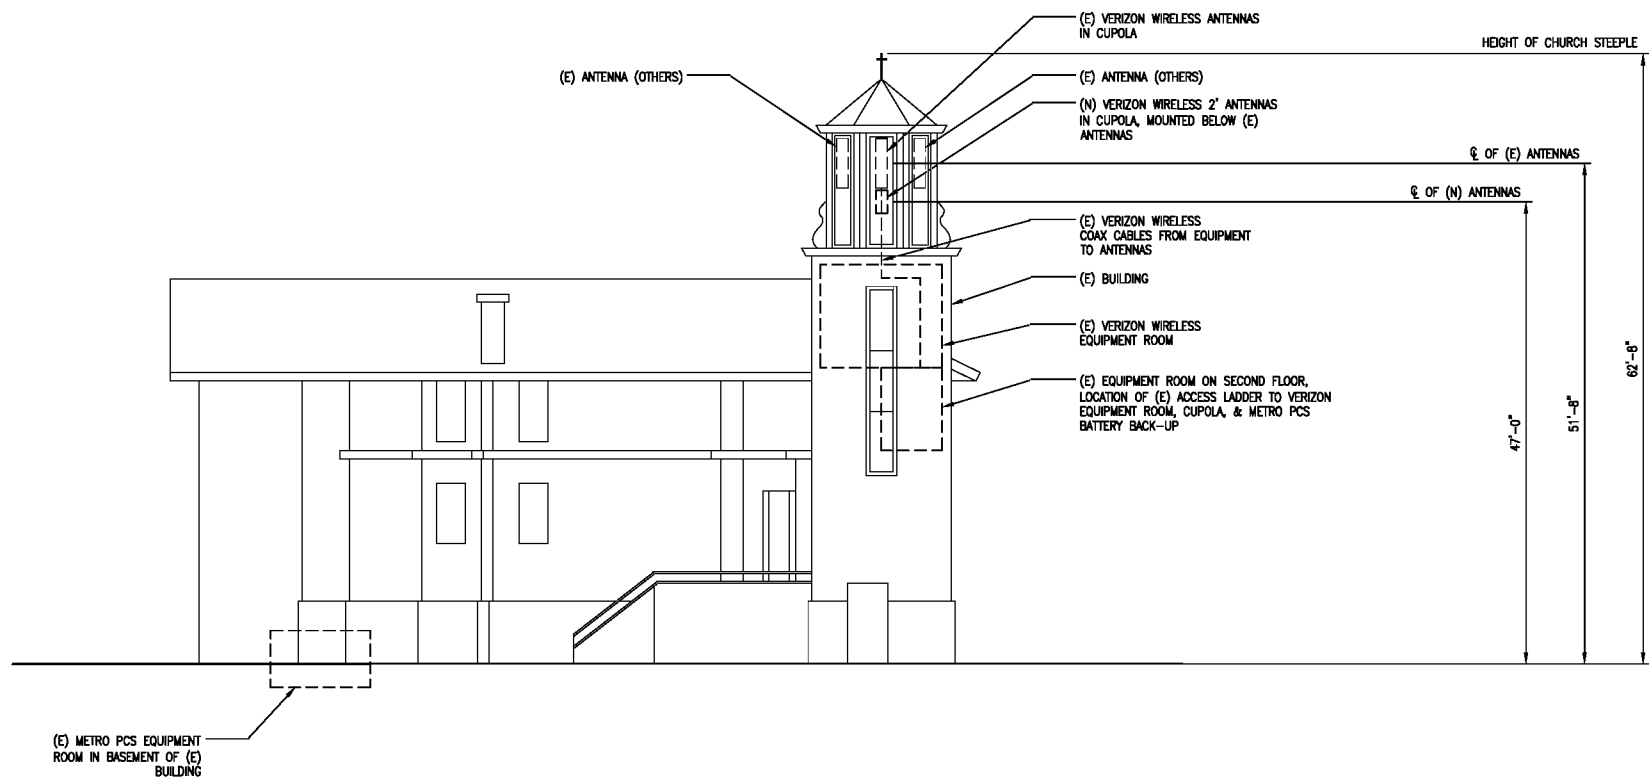 (E) VERIZON WIRELESS ANTENNAS
IN CUPOLA
HEIGHT OF CHURCH STEEPLE
(E) ANTENNA (OTHERS)
(E) ANTENNA (OTHERS)
(N) VERIZON WIRELESS 2' ANTENNAS
IN CUPOLA, MOUNTED BELOW (E)
ANTENNAS
℄ OF (E) ANTENNAS
℄ OF (N) ANTENNAS
(E) VERIZON WIRELESS
COAX CABLES FROM EQUIPMENT
TO ANTENNAS
(E) BUILDING
(E) VERIZON WIRELESS
EQUIPMENT ROOM
(E) EQUIPMENT ROOM ON SECOND FLOOR,
LOCATION OF (E) ACCESS LADDER TO VERIZON
EQUIPMENT ROOM, CUPOLA, & METRO PCS
BATTERY BACK-UP
47'-0"
51'-8"
62'-8"
(E) METRO PCS EQUIPMENT
ROOM IN BASEMENT OF (E)
BUILDING